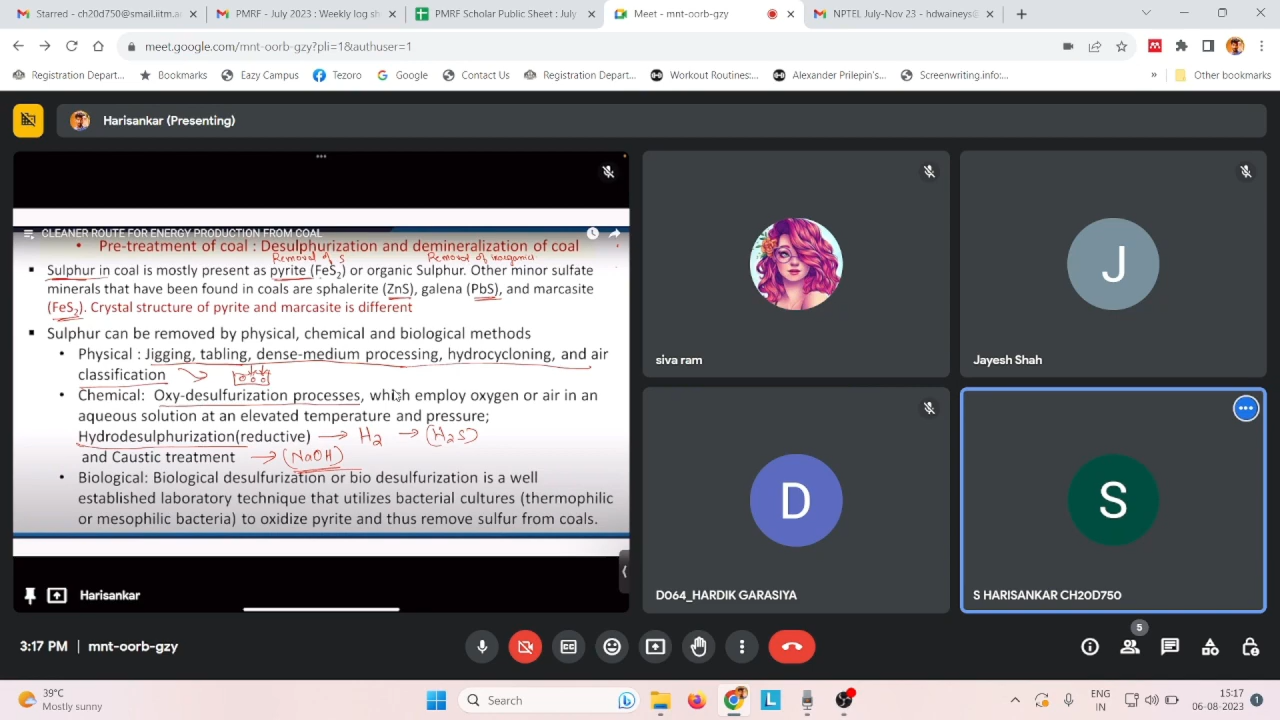 Starred - ch20d750@smail.iitm.a
PMRF - July 2023 : Weekly log sh
PMRF Scholar Public Sheet : July
Meet - mnt-oorb-gzy
NPTEL July-Nov 23 - hdwaineys@
meet.google.com/mnt-oorb-gzy?pli=1&authuser=1
Registration Depart...
Bookmarks
Eazy Campus
Tezoro
Google
Contact Us
Registration Depart...
Workout Routines:...
Alexander Prilepin's...
Screenwriting.info:...
»
Other bookmarks
Harisankar (Presenting)
CLEANER ROUTE FOR ENERGY PRODUCTION FROM COAL
• Pre-treatment of coal : Desulphurization and demineralization of coal
Removal of S
Removal of inorganic
▪ Sulphur in coal is mostly present as pyrite (FeS2) or organic Sulphur. Other minor sulfate
minerals that have been found in coals are sphalerite (ZnS), galena (PbS), and marcasite
(FeS2). Crystal structure of pyrite and marcasite is different
▪ Sulphur can be removed by physical, chemical and biological methods
• Physical : Jigging, tabling, dense-medium processing, hydrocycloning, and air
classification
• Chemical: Oxy-desulfurization processes, which employ oxygen or air in an
aqueous solution at an elevated temperature and pressure;
Hydrodesulphurization(reductive) → H2 → (H2S)
and Caustic treatment → (NaOH)
• Biological: Biological desulfurization or bio desulfurization is a well
established laboratory technique that utilizes bacterial cultures (thermophilic
or mesophilic bacteria) to oxidize pyrite and thus remove sulfur from coals.
Harisankar
siva ram
J
Jayesh Shah
D
D064_HARDIK GARASIYA
S
S HARISANKAR CH20D750
3:17 PM | mnt-oorb-gzy
5
39°C
Mostly sunny
Search
L
ENG
IN
15:17
06-08-2023
1